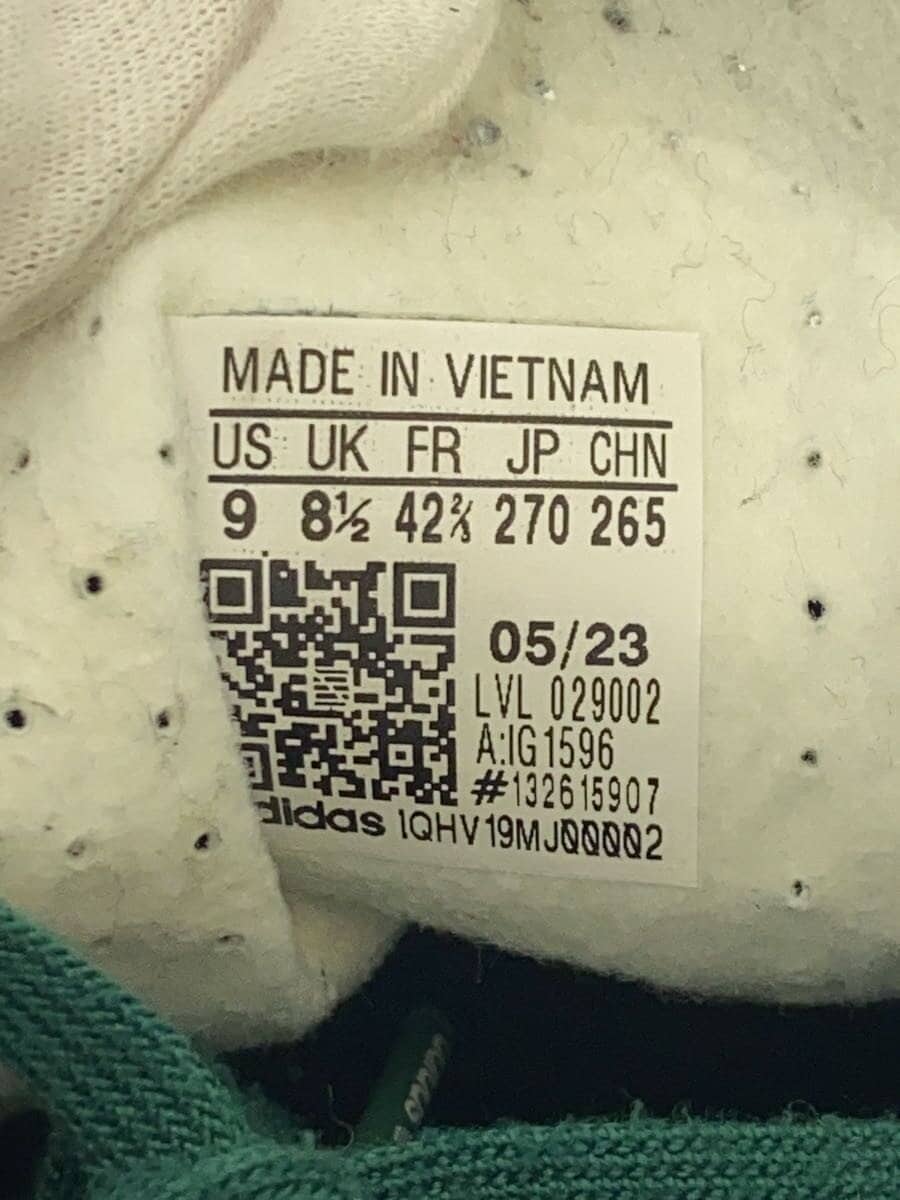 MADE IN VIETNAM
US UK FR JP CHN
9 8½ 42⅔ 270 265
05/23
LVL 029002
A:IG1596
#132615907
adidas 1QHV19MJ00002